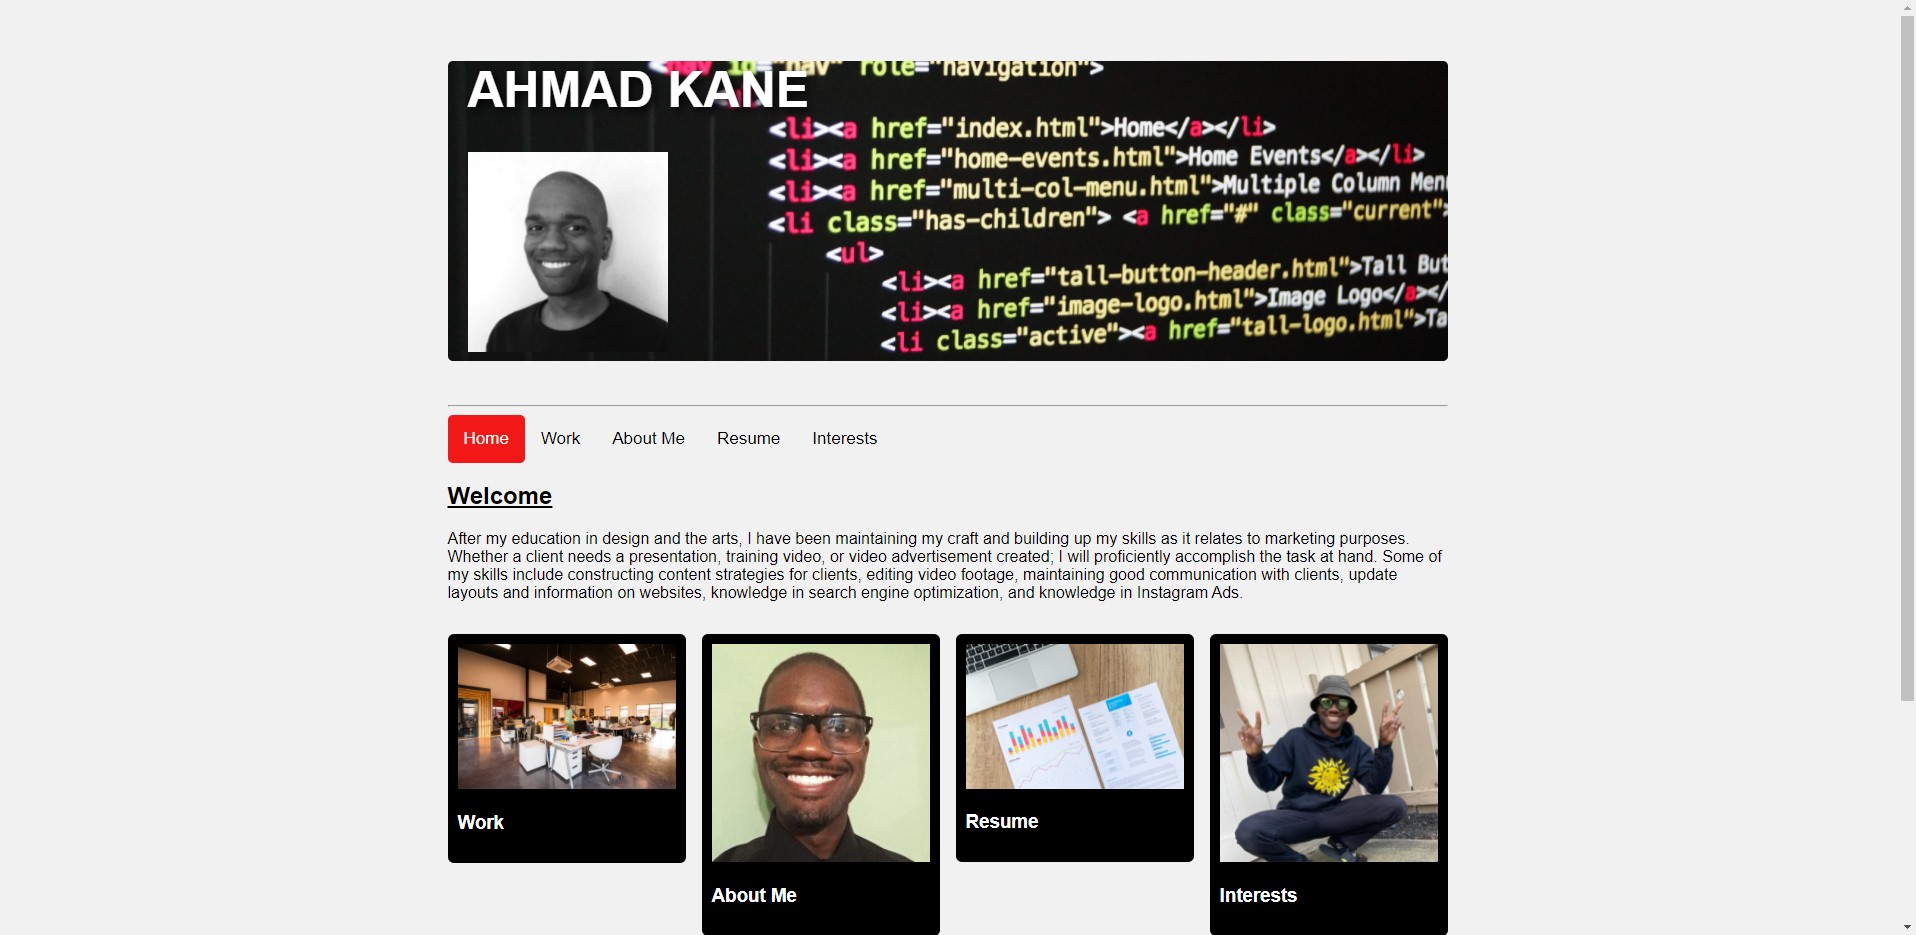 <nav id="nav" role="navigation">
AHMAD KANE
<li><a href="index.html">Home</a></li>
<li><a href="home-events.html">Home Events</a></li>
<li><a href="multi-col-menu.html">Multiple Column Menu
<li class="has-children"> <a href="#" class="current">
<ul>
<li><a href="tall-button-header.html">Tall But
<li><a href="image-logo.html">Image Logo</a></
<li class="active"><a href="tall-logo.html">Ta
Home Work About Me Resume Interests
Welcome
After my education in design and the arts, I have been maintaining my craft and building up my skills as it relates to marketing purposes.
Whether a client needs a presentation, training video, or video advertisement created; I will proficiently accomplish the task at hand. Some of
my skills include constructing content strategies for clients, editing video footage, maintaining good communication with clients, update
layouts and information on websites, knowledge in search engine optimization, and knowledge in Instagram Ads.
Work
About Me
Resume
Interests